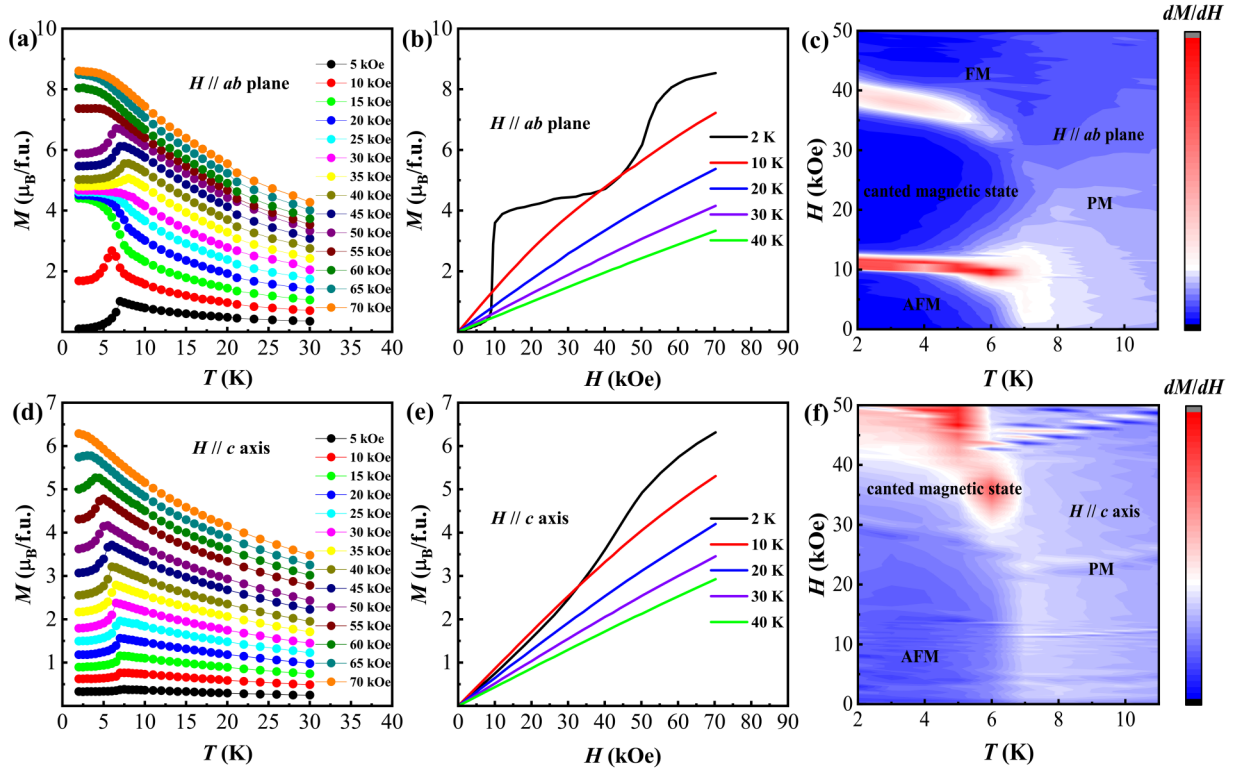 (a)
10
8
6
4
2
M (μB/f.u.)
0 5 10 15 20 25 30 35 40
T (K)
H // ab plane
5 kOe
10 kOe
15 kOe
20 kOe
25 kOe
30 kOe
35 kOe
40 kOe
45 kOe
50 kOe
55 kOe
60 kOe
65 kOe
70 kOe
(b)
10
8
6
4
2
M (μB/f.u.)
0 10 20 30 40 50 60 70 80 90
H (kOe)
H // ab plane
2 K
10 K
20 K
30 K
40 K
(c)
50
40
30
20
10
0
H (kOe)
2 4 6 8 10
T (K)
FM
H // ab plane
canted magnetic state
PM
AFM
dM/dH
(d)
7
6
5
4
3
2
1
M (μB/f.u.)
0 5 10 15 20 25 30 35 40
T (K)
H // c axis
5 kOe
10 kOe
15 kOe
20 kOe
25 kOe
30 kOe
35 kOe
40 kOe
45 kOe
50 kOe
55 kOe
60 kOe
65 kOe
70 kOe
(e)
7
6
5
4
3
2
1
M (μB/f.u.)
0 10 20 30 40 50 60 70 80 90
H (kOe)
H // c axis
2 K
10 K
20 K
30 K
40 K
(f)
50
40
30
20
10
0
H (kOe)
2 4 6 8 10
T (K)
canted magnetic state
H // c axis
PM
AFM
dM/dH